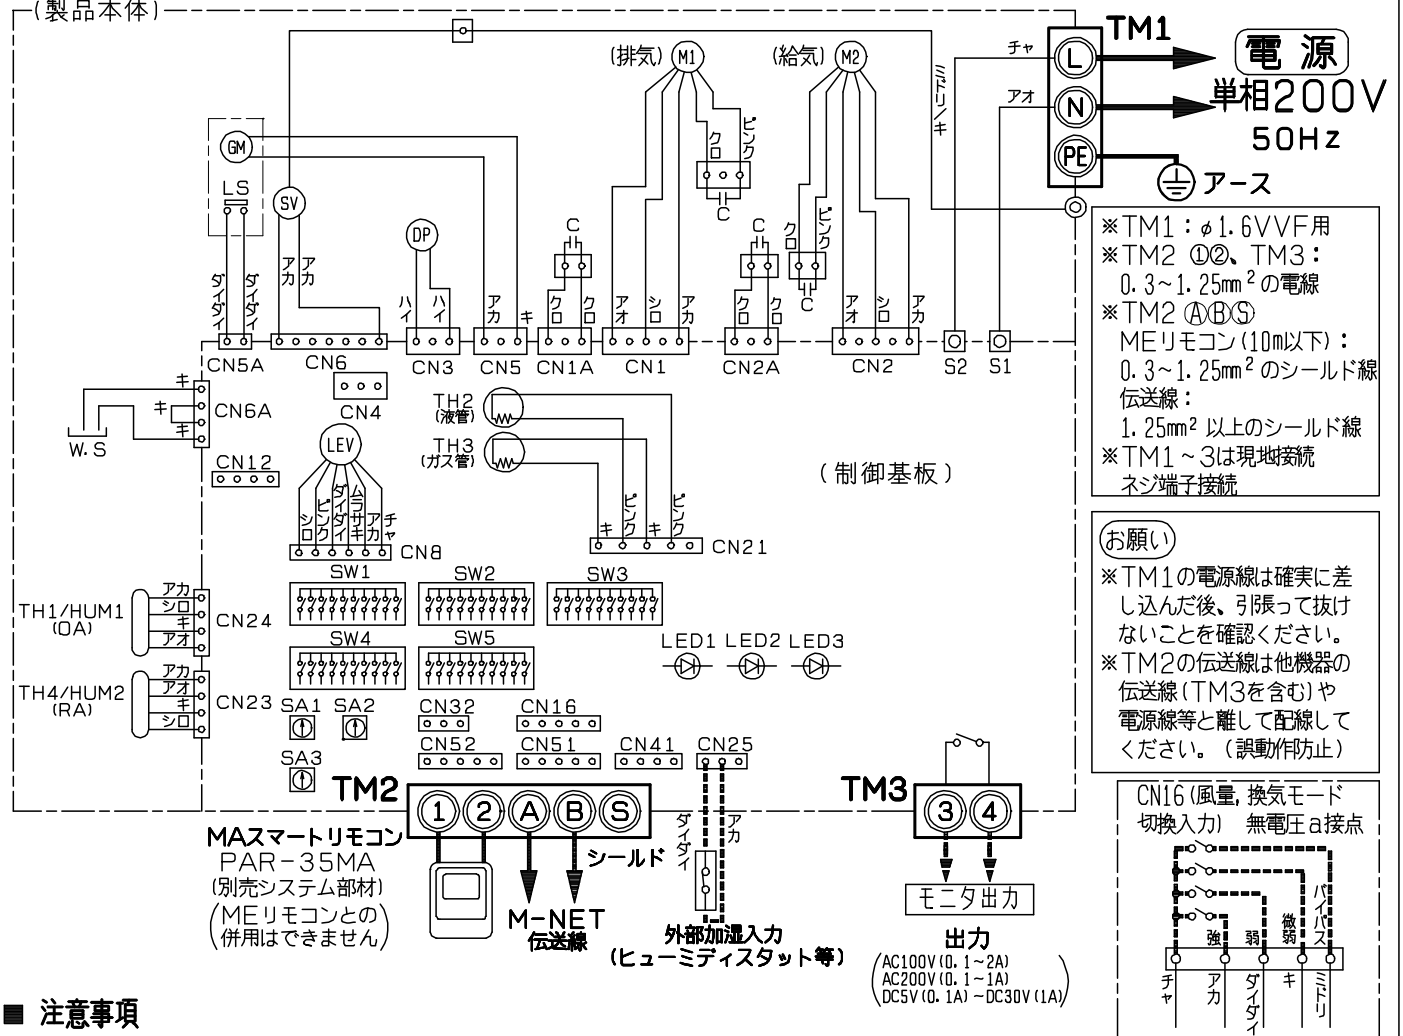 (製品本体)
TM1
電源
単相200V
50Hz
アース
L
N
PE
チャ
アオ
ミドリ/キ
(排気)
M1
(給気)
M2
クロ
ピンク
C
GM
LS
SV
DP
C
C
クロ
ピンク
C
ダイダイ
ダイダイ
アカ
アカ
ハイ
ハイ
アカ
キ
クロ
クロ
アオ
シロ
アカ
クロ
クロ
アオ
シロ
アカ
CN5A
CN6
CN3
CN5
CN1A
CN1
CN2A
CN2
S2
S1
※TM1：φ1.6VVF用
※TM2 ①②、TM3：
0.3~1.25mm²の電線
※TM2 ⒶⒷⓈ
MEリモコン(10m以下)：
0.3~1.25mm²のシールド線
伝送線：
1.25mm² 以上のシールド線
※TM1~3は現地接続
ネジ端子接続
キ
キ
キ
CN6A
W.S
CN4
CN12
LEV
シロ
ピンク
ダイダイ
ムラサキ
アカ
チャ
CN8
TH2
(液管)
TH3
(ガス管)
キ
ピンク
キ
ピンク
CN21
(制御基板)
お願い
※TM1の電源線は確実に差
し込んだ後、引張って抜け
ないことを確認ください。
※TM2の伝送線は他機器の
伝送線(TM3を含む)や
電源線等と離して配線して
ください。(誤動作防止)
SW1
SW2
SW3
SW4
SW5
TH1/HUM1
(OA)
アカ
シロ
キ
アオ
CN24
TH4/HUM2
(RA)
アカ
アオ
キ
シロ
CN23
LED1 LED2 LED3
SA1
SA2
SA3
CN32
CN16
CN52
CN51
CN41
CN25
TM2
1 2 A B S
TM3
3 4
MAスマートリモコン
PAR-35MA
(別売システム部材)
(MEリモコンとの
併用はできません)
シールド
M-NET
伝送線
ダイダイ
アカ
外部加湿入力
(ヒューミディスタット等)
モニタ出力
出力
(AC100V(0.1~2A)
AC200V(0.1~1A)
DC5V(0.1A)~DC30V(1A))
CN16(風量,換気モード
切換入力) 無電圧a接点
強
弱
微弱
バイパス
チャ
アカ
ダイダイ
キ
ミドリ
■ 注意事項